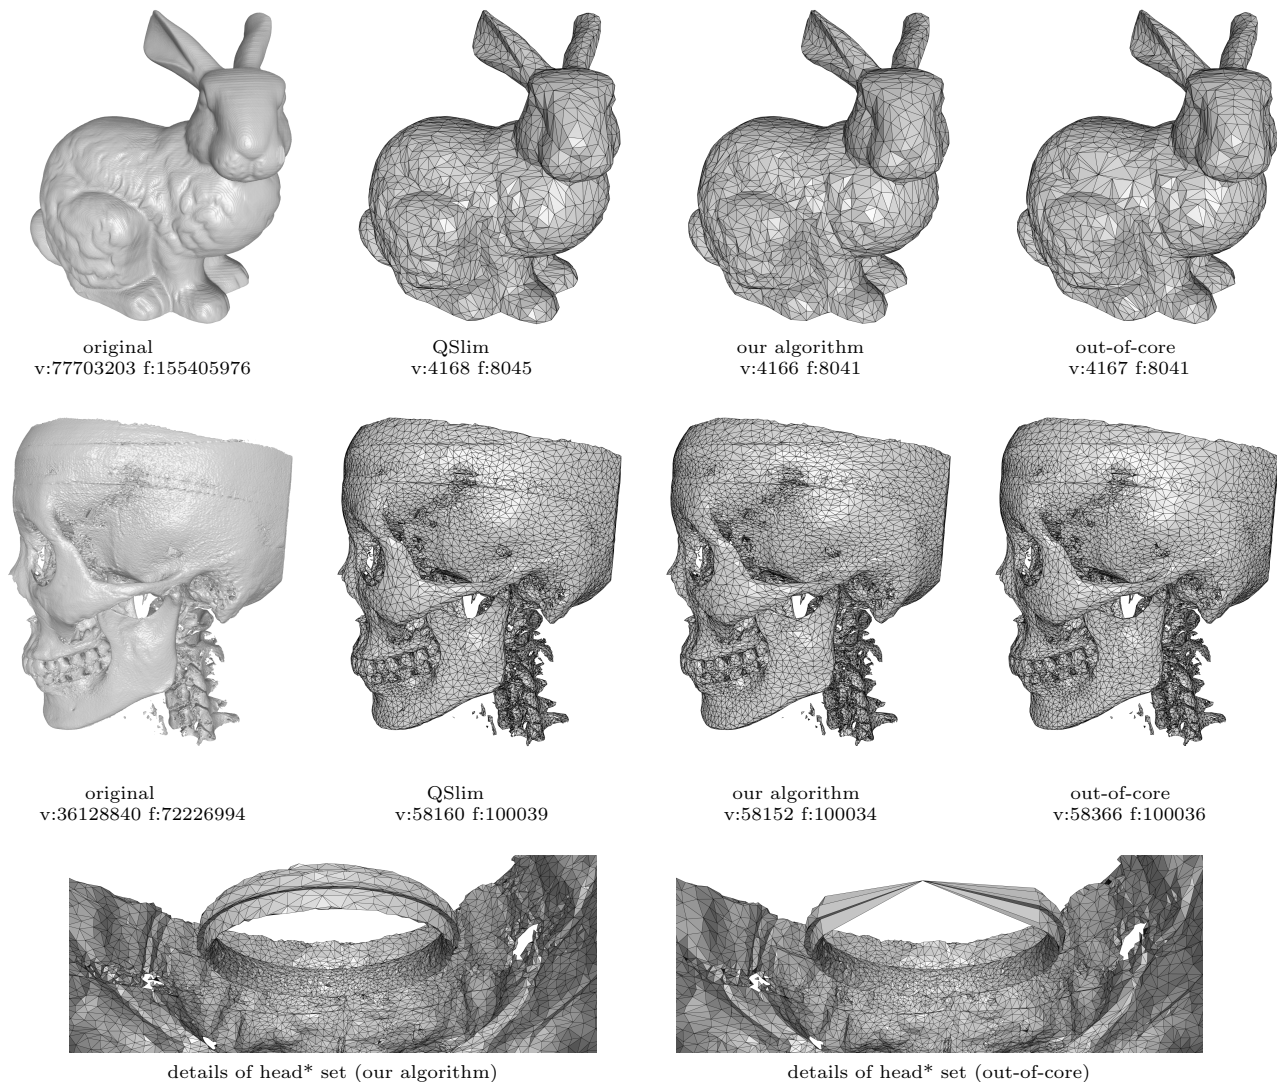 original
v:77703203 f:155405976
QSlim
v:4168 f:8045
our algorithm
v:4166 f:8041
out-of-core
v:4167 f:8041
original
v:36128840 f:72226994
QSlim
v:58160 f:100039
our algorithm
v:58152 f:100034
out-of-core
v:58366 f:100036
details of head* set (our algorithm)
details of head* set (out-of-core)